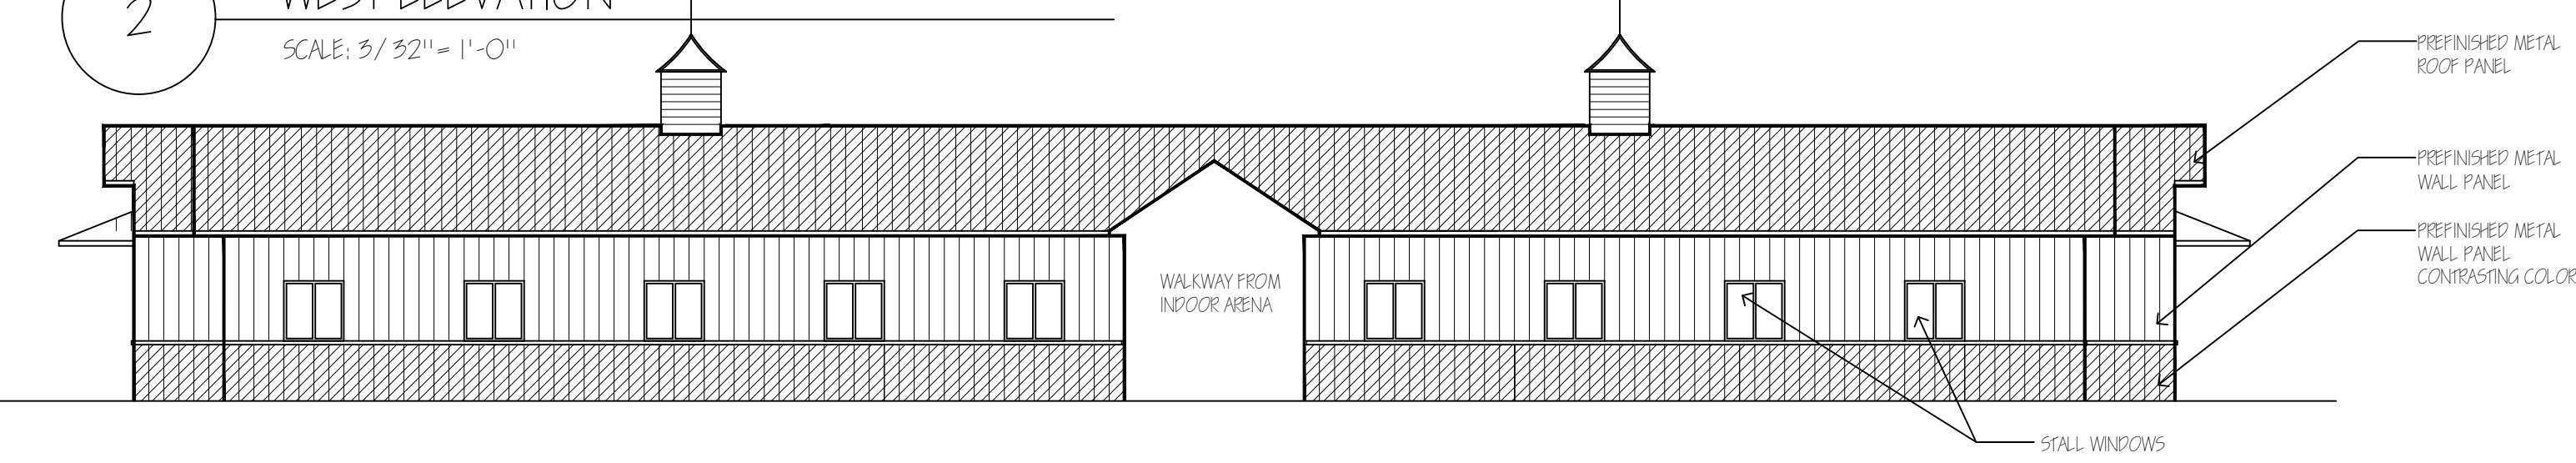 2
WEST ELEVATION
SCALE: 3/32"= 1'-0"
PREFINISHED METAL
ROOF PANEL
PREFINISHED METAL
WALL PANEL
PREFINISHED METAL
WALL PANEL
CONTRASTING COLOR
WALKWAY FROM
INDOOR ARENA
STALL WINDOWS